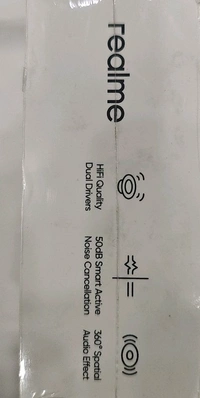 realme
HiFi Quality
Dual Drivers
50dB Smart Active
Noise Cancellation
360° Spatial
Audio Effect